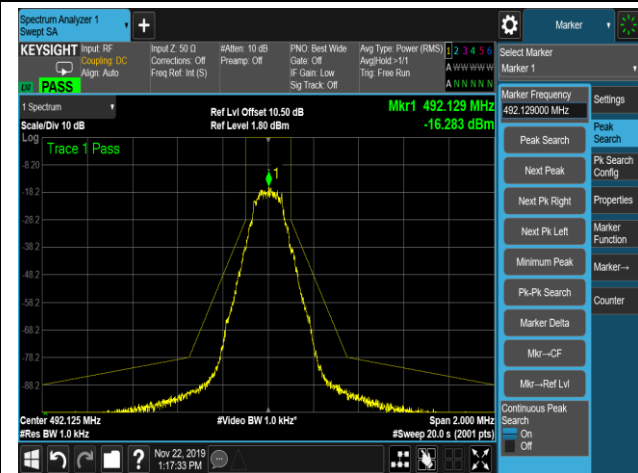 Spectrum Analyzer 1
Swept SA
+
Marker
KEYSIGHT
Input: RF
Coupling: DC
Align: Auto
Input Z: 50 Ω
Corrections: Off
Freq Ref: Int (S)
#Atten: 10 dB
Preamp: Off
PNO: Best Wide
Gate: Off
IF Gain: Low
Sig Track: Off
Avg Type: Power (RMS)
Avg|Hold:>1/1
Trig: Free Run
1 2 3 4 5 6
A W W W W W
A N N N N N
PASS
Select Marker
Marker 1
1 Spectrum
Scale/Div 10 dB
Log
Ref Lvl Offset 10.50 dB
Ref Level 1.80 dBm
Mkr1 492.129 MHz
-16.283 dBm
Trace 1 Pass
1
-8.20
-18.2
-28.2
-38.2
-48.2
-58.2
-68.2
-78.2
-88.2
Center 492.125 MHz
#Res BW 1.0 kHz
#Video BW 1.0 kHz*
Span 2.000 MHz
#Sweep 20.0 s (2001 pts)
Marker Frequency
492.129000 MHz
Peak Search
Next Peak
Next Pk Right
Next Pk Left
Minimum Peak
Pk-Pk Search
Marker Delta
Mkr→CF
Mkr→Ref Lvl
Continuous Peak
Search
On
Off
Settings
Peak
Search
Pk Search
Config
Properties
Marker
Function
Marker→
Counter
?
Nov 22, 2019
1:17:33 PM